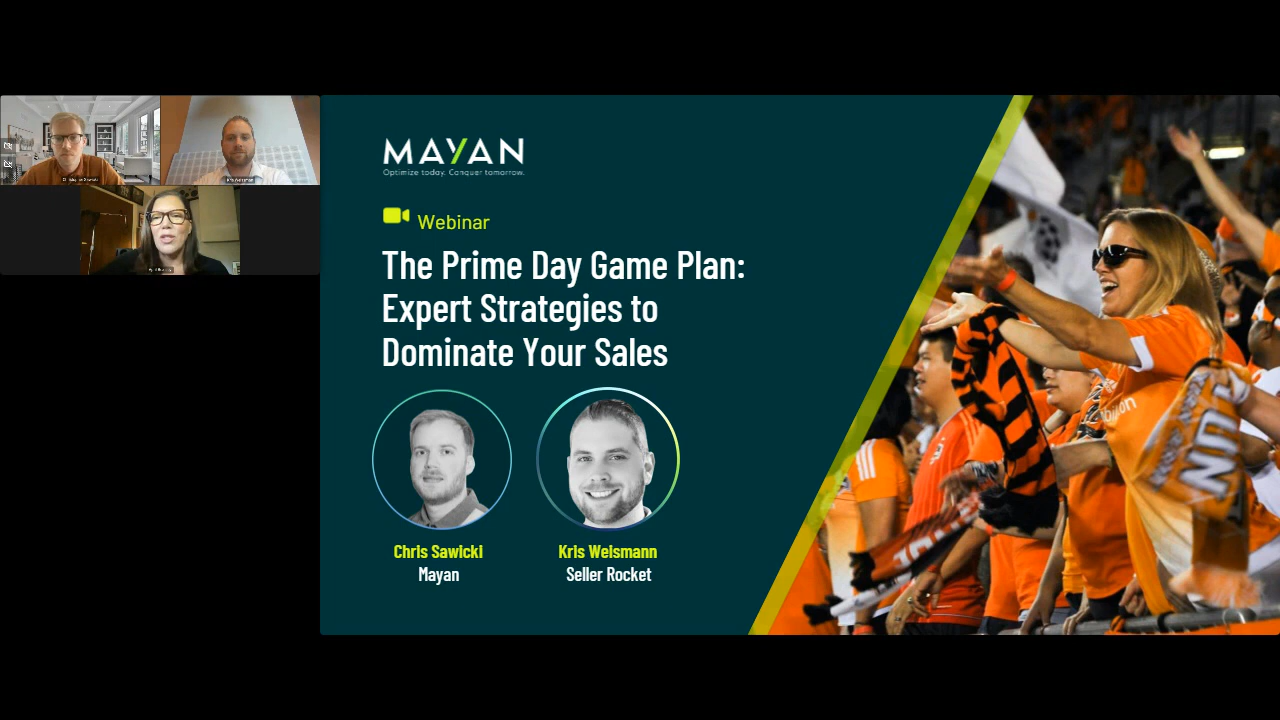 MAYAN
Optimize today. Conquer tomorrow.
Webinar
The Prime Day Game Plan:
Expert Strategies to
Dominate Your Sales
Chris Sawicki
Mayan
Kris Weismann
Seller Rocket